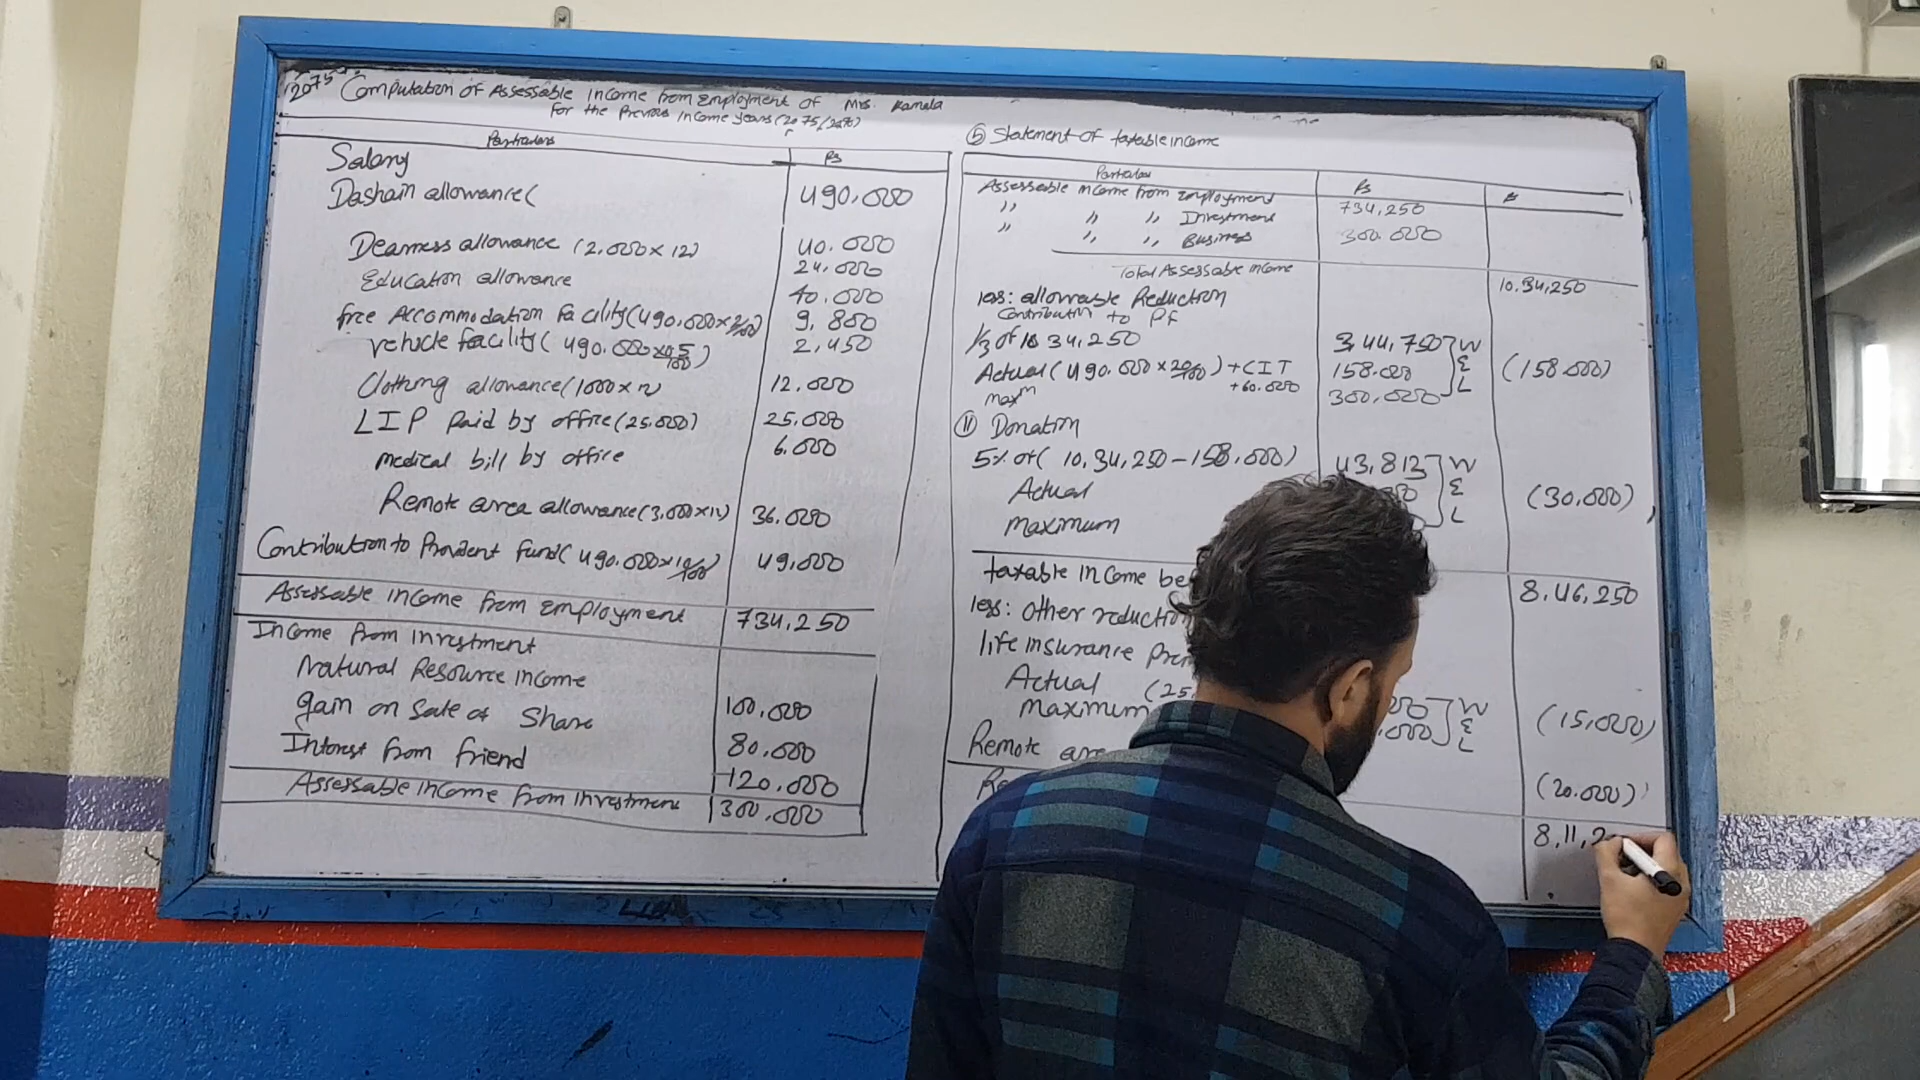 2075 Computation of Assessable Income from Employment of Mrs. Kamala
For the Previous Income years (2075/2076)
Particulars Rs
Salary 490,000
Dashain allowance(
40.000
Dearness allowance (2,000 x 12) 24,000
Education allowance 40.000
free Accommodation facility(490,000x2/100) 9,800
vehicle facility( 490.000x0.5/100) 2,450
Clothing allowance(1000 x 12 12.000
LIP Paid by office(25.000) 25.000
medical bill by office 6.000
Remote area allowance(3,000x12) 36.000
Contribution to Provident Fund(490.000x10/100) 49,000
Assessable income from Employment 734,250
Income from investment
Natural Resource income 100,000
gain on sale of Share 80.000
Interest from friend 120.000
Assessable income from investment 300,000
(b) Statement of taxable income
Particulars Rs Rs
Assessable income from Employment 734,250
,, ,, ,, Investment 300.000
,, ,, ,, Business
Total Assessable income 10.34,250
less: allowable Reduction
Contribution to PF
1/3 of 10 34,250 3,44,750 W
Actual (490.000 x 20/100) + CIT 158.000 E (158.000)
+60.000
maxm 300,000 L
(ii) Donation
5% of ( 10,34,250 – 158,000) 43,813 W
Actual E (30,000)
maximum L
taxable income 8,46,250
less: Other reduction
life insurance
Actual (25 W (15,000)
maximum E
L
Remote (20.000)
8,11,2